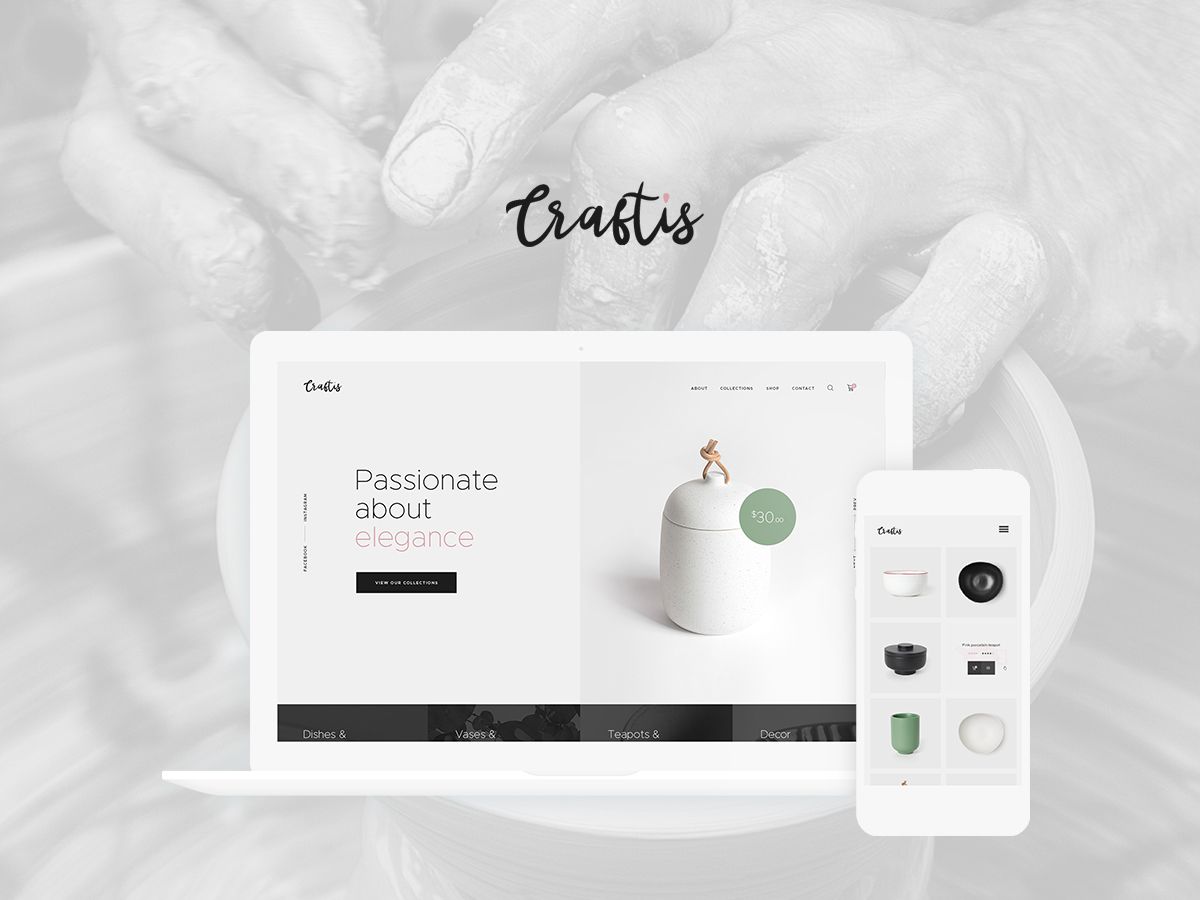 Craftis
Craftis
ABOUT COLLECTIONS SHOP CONTACT
Passionate
about
elegance
VIEW OUR COLLECTIONS
INSTAGRAM
FACEBOOK
$30.00
PREV
Dishes &
Vases &
Teapots &
Decor
Craftis
Pink porcelain teapot